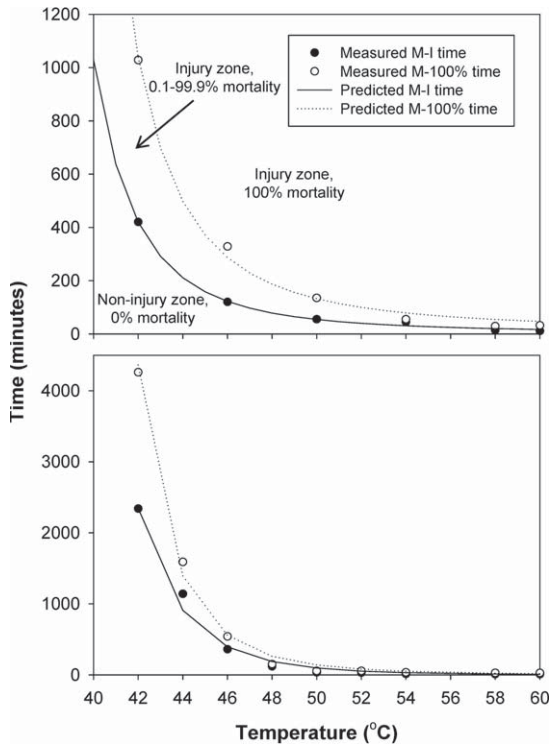 1200
1000
800
600
400
200
0
Injury zone,
0.1-99.9% mortality
Measured M-I time
Measured M-100% time
Predicted M-I time
Predicted M-100% time
Injury zone,
100% mortality
Non-injury zone,
0% mortality
Time (minutes)
4000
3000
2000
1000
0
40 42 44 46 48 50 52 54 56 58 60
Temperature (°C)